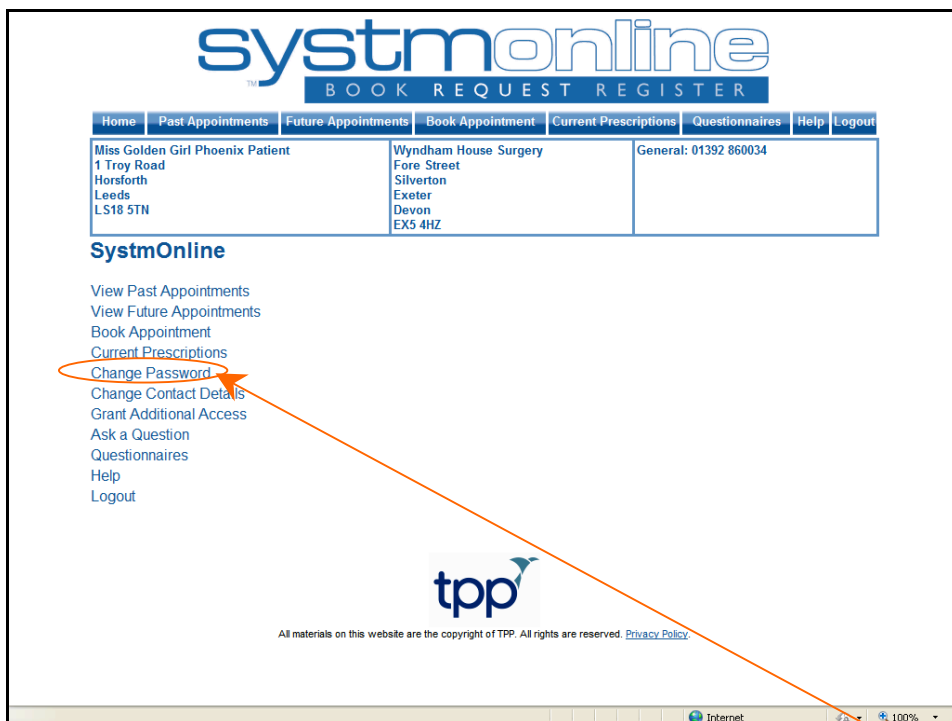 systmonline
TM
BOOK REQUEST REGISTER
Home Past Appointments Future Appointments Book Appointment Current Prescriptions Questionnaires Help Logout
Miss Golden Girl Phoenix Patient
1 Troy Road
Horsforth
Leeds
LS18 5TN
Wyndham House Surgery
Fore Street
Silverton
Exeter
Devon
EX5 4HZ
General: 01392 860034
SystmOnline
View Past Appointments
View Future Appointments
Book Appointment
Current Prescriptions
Change Password
Change Contact Details
Grant Additional Access
Ask a Question
Questionnaires
Help
Logout
tpp
All materials on this website are the copyright of TPP. All rights are reserved. Privacy Policy.
Internet 100%